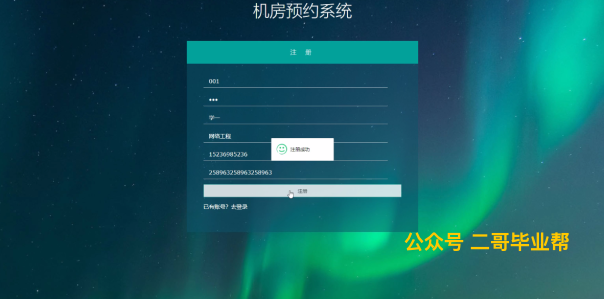 机房预约系统
注 册
001
•••
学一
网络工程
注册成功
15236985236
258963258963258963
注册
已有账号？去登录
公众号 二哥毕业帮